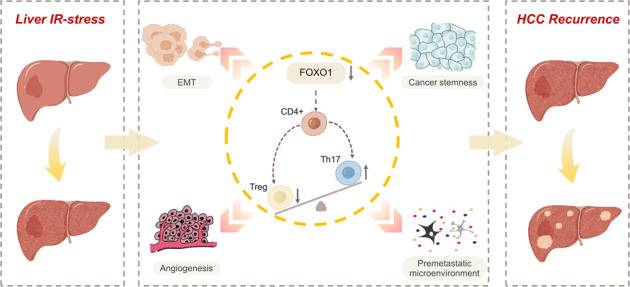 Liver IR-stress
HCC Recurrence
EMT
FOXO1
Cancer stemness
CD4+
Th17
Treg
Angiogenesis
Premetastatic
microenvironment